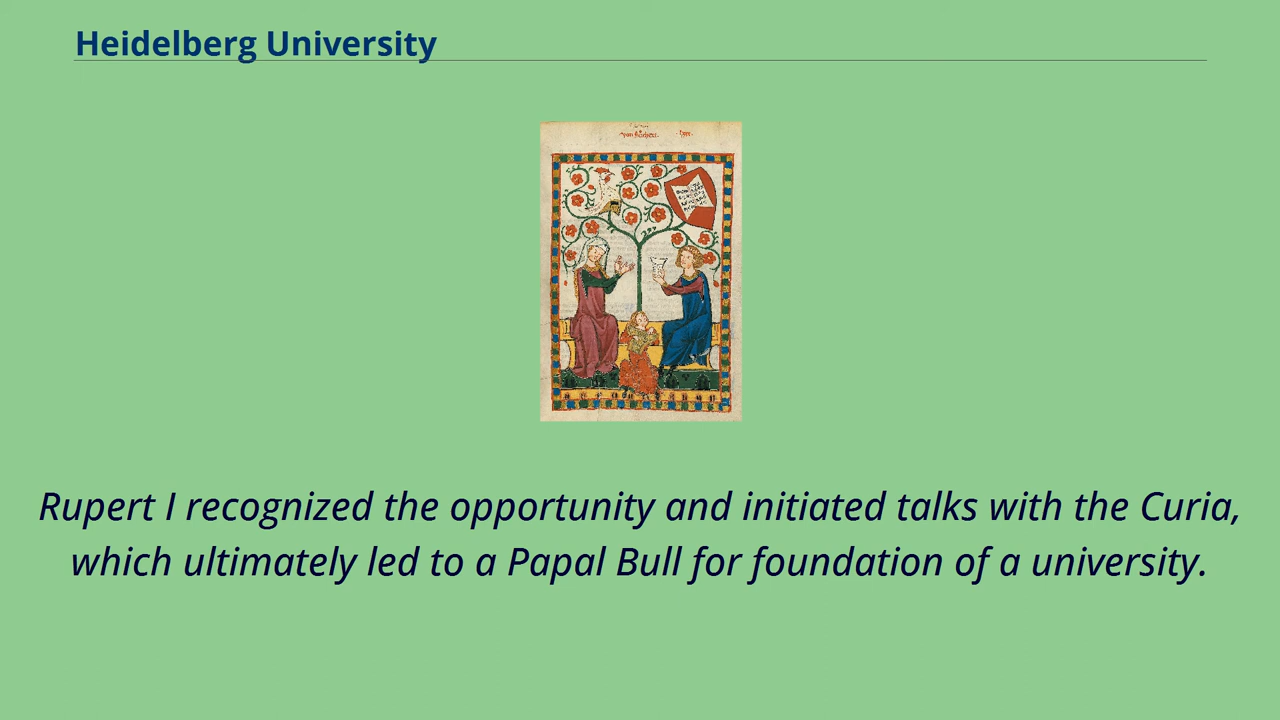 Heidelberg University
Rupert I recognized the opportunity and initiated talks with the Curia,
which ultimately led to a Papal Bull for foundation of a university.